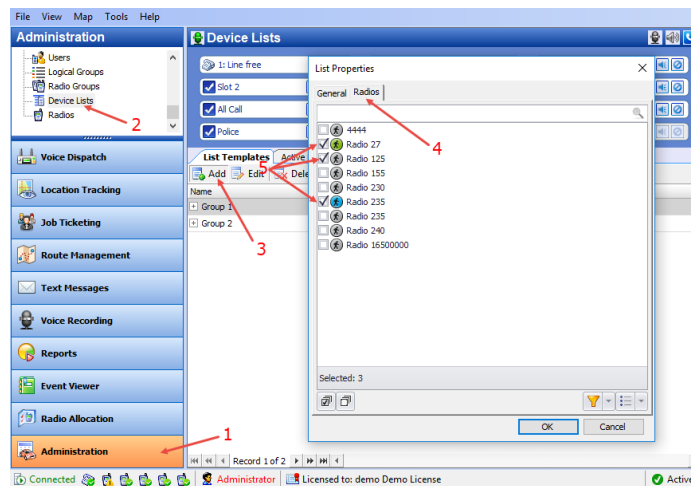 File View Map Tools Help
Administration
Users
Logical Groups
Radio Groups
Device Lists
Radios
2
Voice Dispatch
Location Tracking
Job Ticketing
Route Management
Text Messages
Voice Recording
Reports
Event Viewer
Radio Allocation
Administration
1
Device Lists
1: Line free
Slot 2
All Call
Police
List Templates Active
Add Edit Dele
Name
Group 1
Group 2
3
Record 1 of 2
List Properties
General Radios
4
5
4444
Radio 27
Radio 125
Radio 155
Radio 230
Radio 235
Radio 235
Radio 240
Radio 16500000
Selected: 3
OK Cancel
Connected Administrator Licensed to: demo Demo License Active